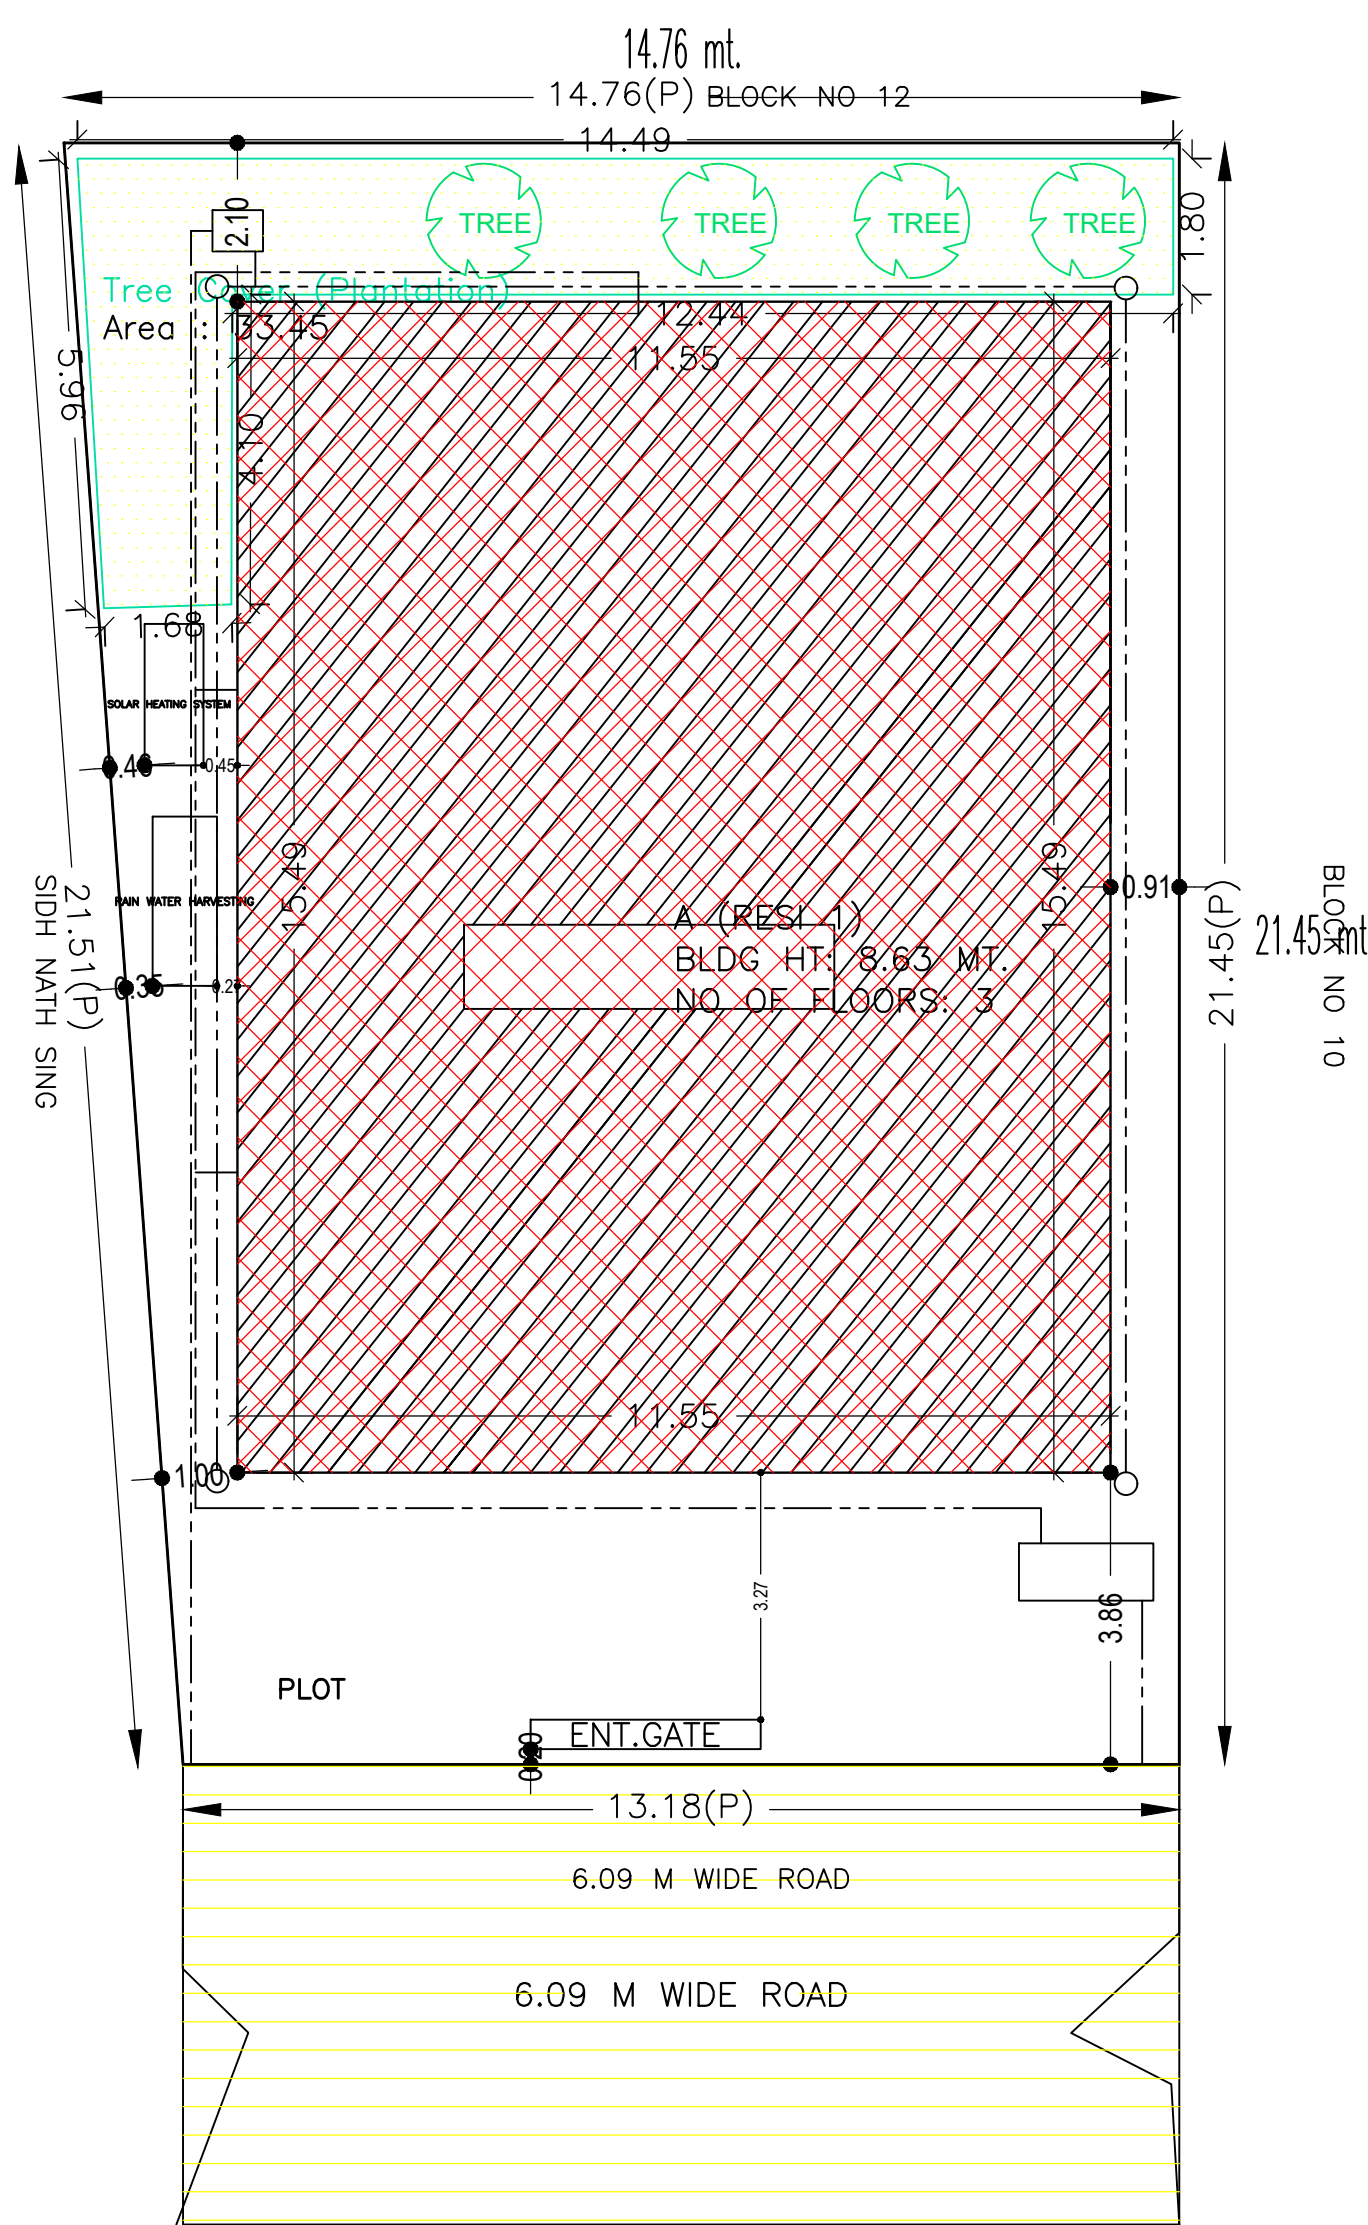 14.76 mt.
14.76(P) BLOCK NO 12
14.49
TREE TREE TREE TREE
2.10
1.80
Tree Cover (Plantation)
Area : 33.45
12.44
11.55
5.96
4.10
1.68
SOLAR HEATING SYSTEM
0.46
0.45
15.49
15.49
0.91
RAIN WATER HARVESTING
21.51(P)
SIDH NATH SING
A (RESI 1)
BLDG HT: 8.63 MT.
NO OF FLOORS: 3
21.45(P)
21.45 mt
BLOCK NO 10
0.35
11.55
1.00
3.27
3.86
PLOT
ENT.GATE
0.20
13.18(P)
6.09 M WIDE ROAD
6.09 M WIDE ROAD